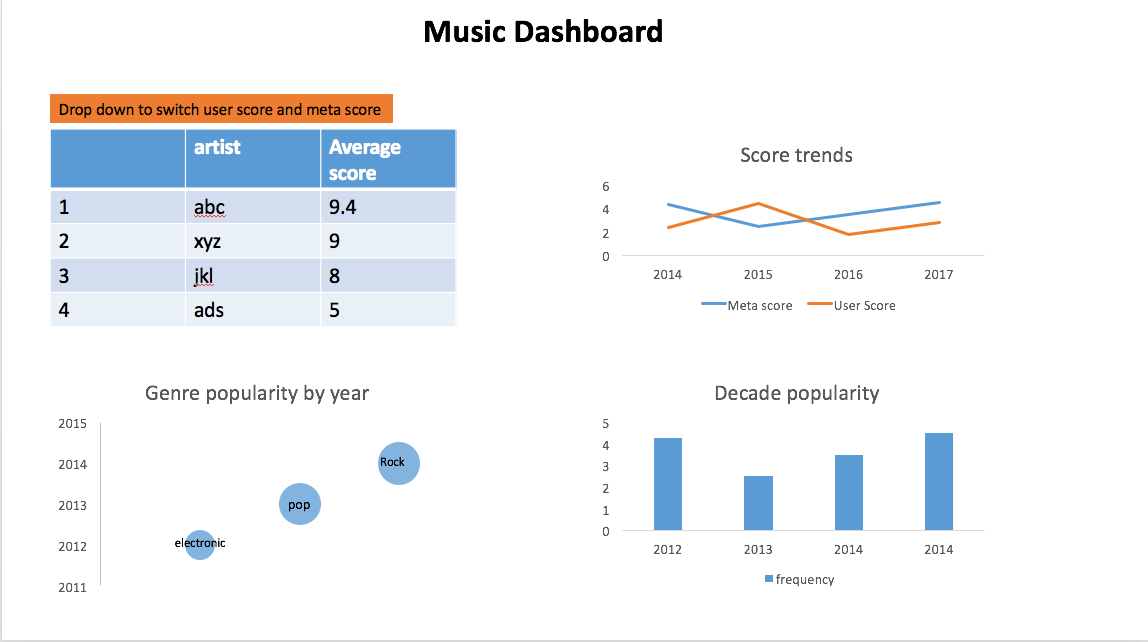 Music Dashboard
Drop down to switch user score and meta score
artist Average
score
1 abc 9.4
2 xyz 9
3 jkl 8
4 ads 5
Score trends
6
4
2
0
2014 2015 2016 2017
Meta score User Score
Genre popularity by year
2015
2014
2013
2012
2011
Rock
pop
electronic
Decade popularity
5
4
3
2
1
0
2012 2013 2014 2014
frequency